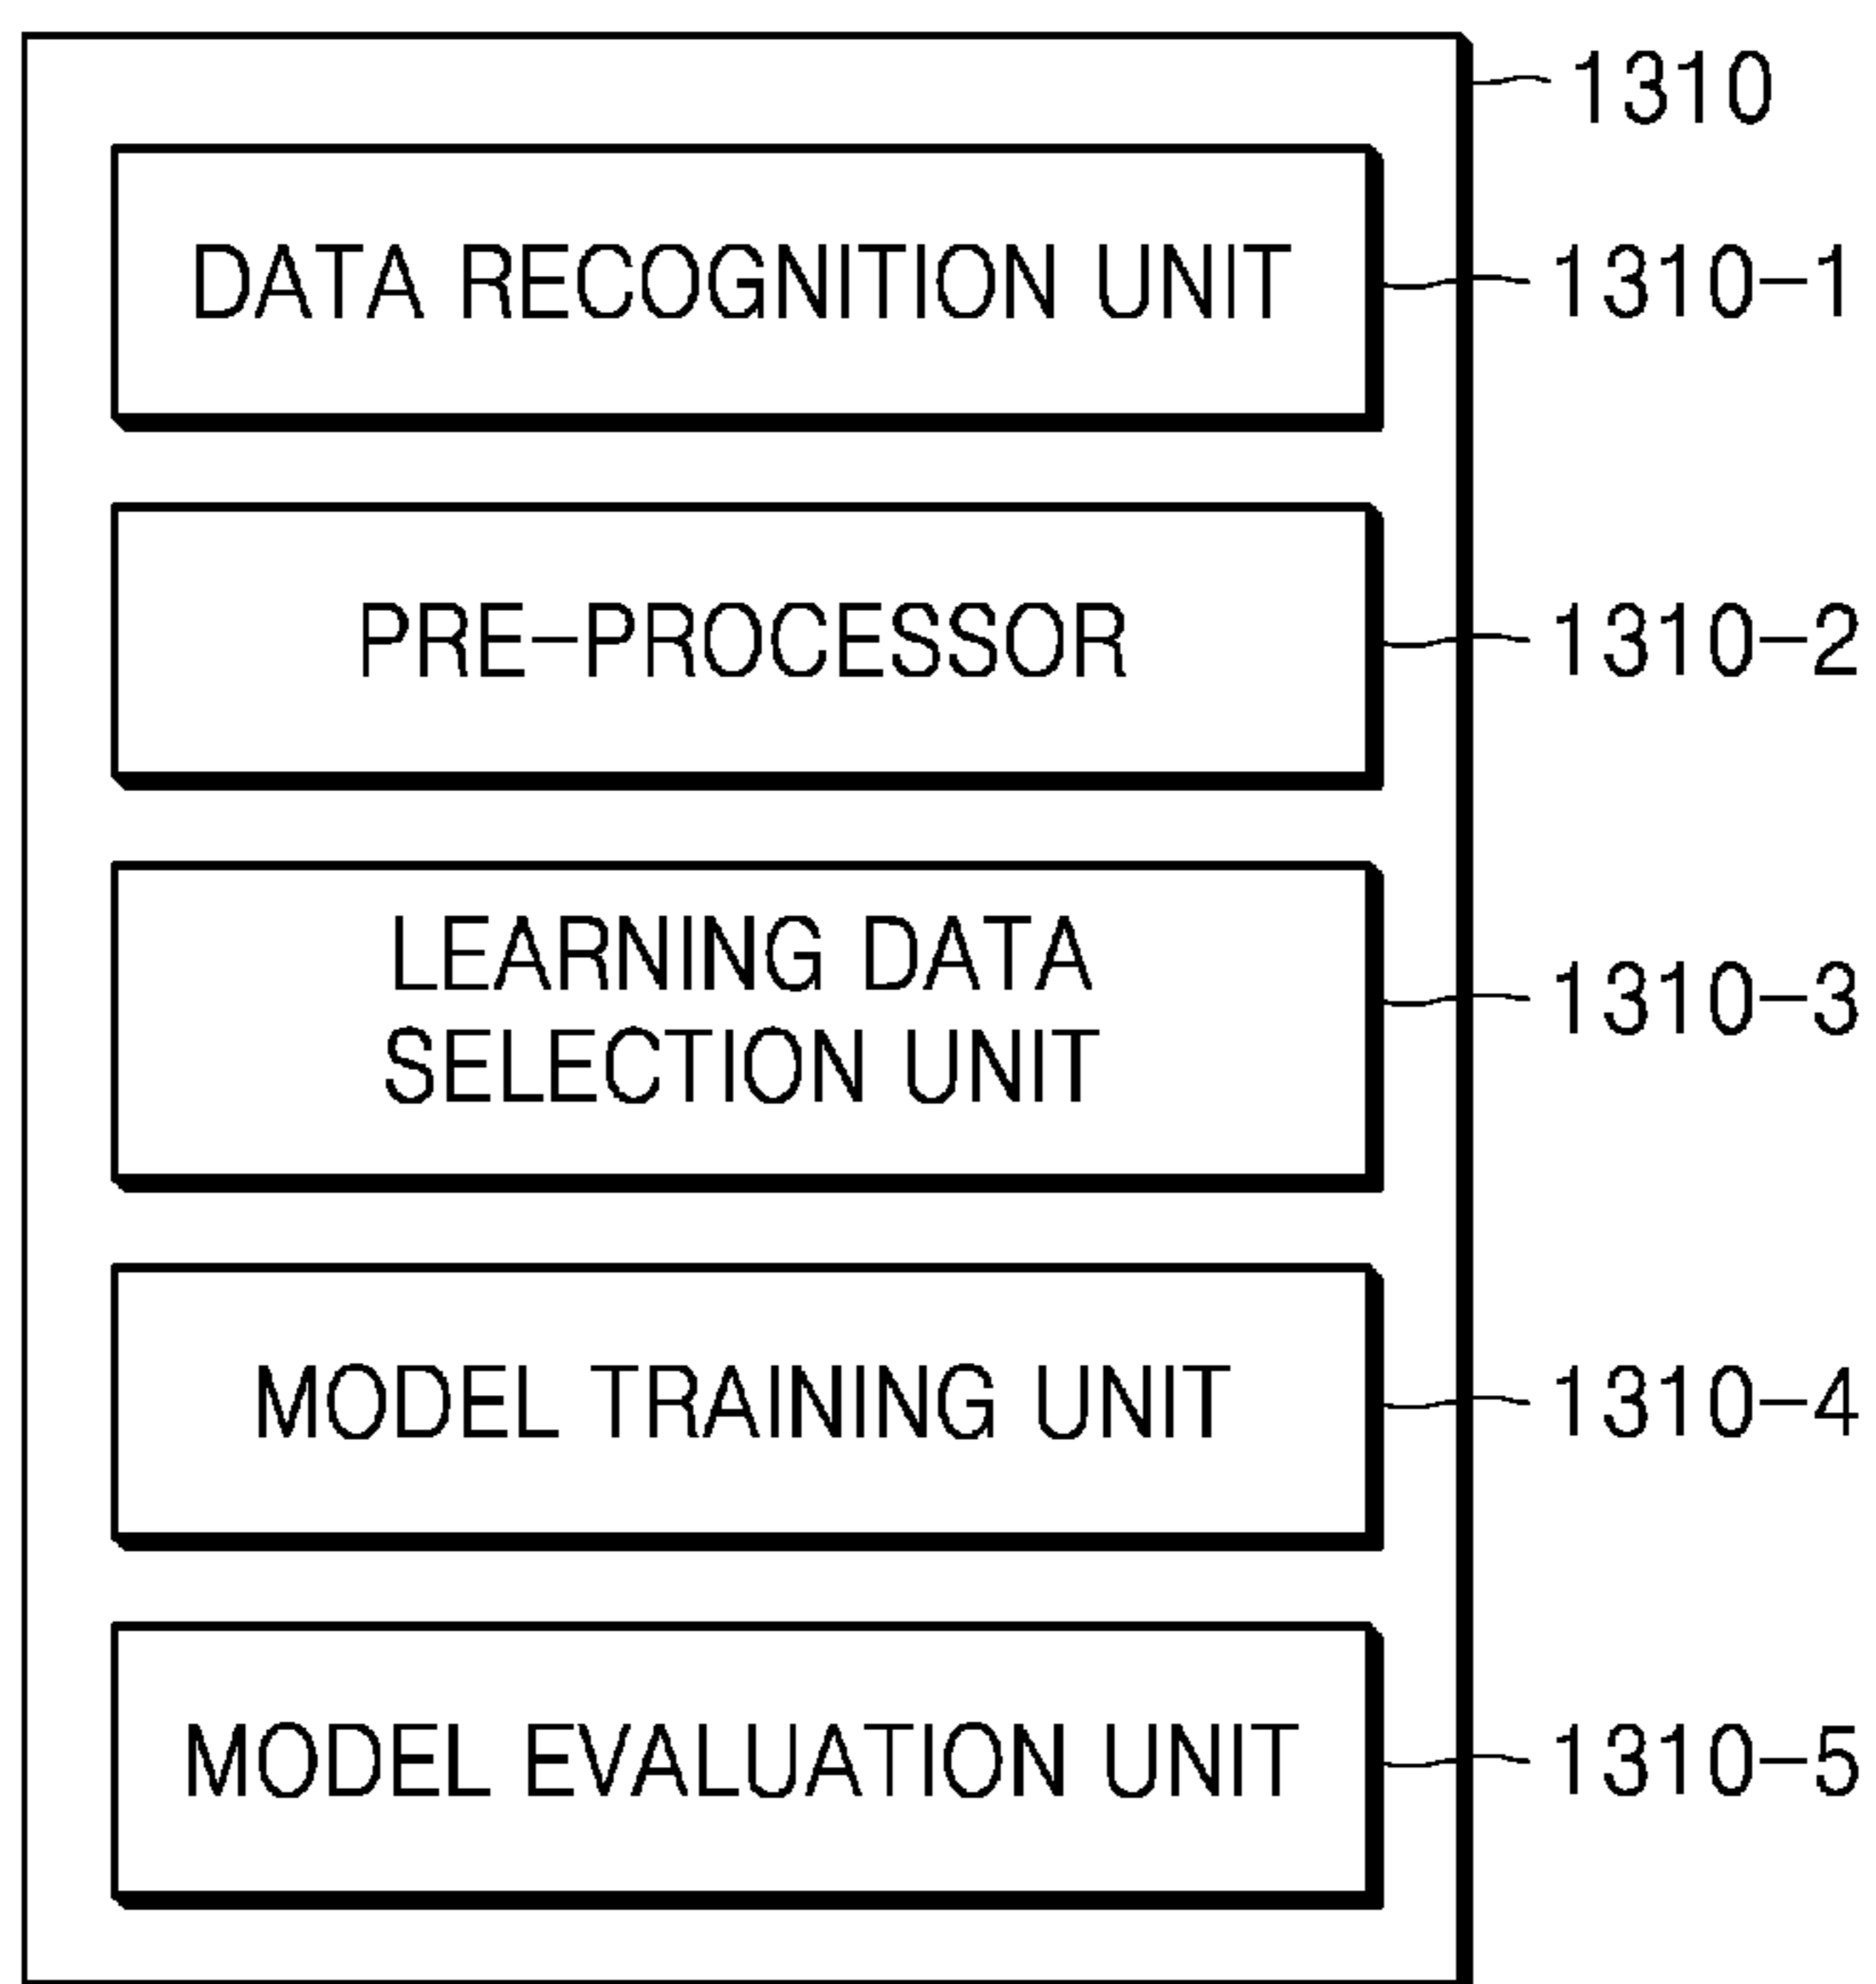 1310
DATA RECOGNITION UNIT
1310-1
PRE-PROCESSOR
1310-2
LEARNING DATA
SELECTION UNIT
1310-3
MODEL TRAINING UNIT
1310-4
MODEL EVALUATION UNIT
1310-5